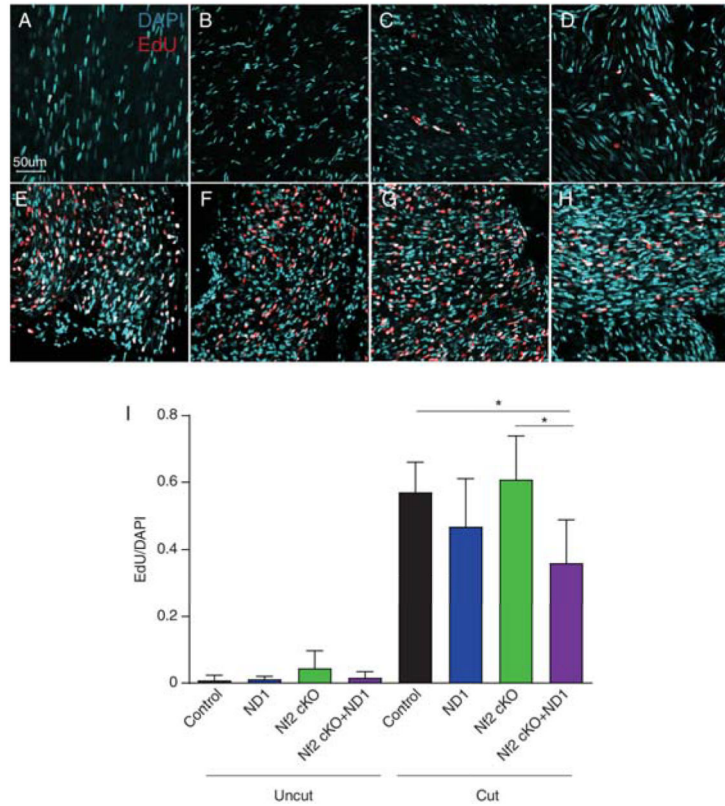 A DAPI
EdU
50um
B
C
D
E
F
G
H
I
0.8
0.6
0.4
0.2
0
EdU/DAPI
* 
*
Control
ND1
Nf2 cKO
Nf2 cKO+ND1
Control
ND1
Nf2 cKO
Nf2 cKO+ND1
Uncut
Cut